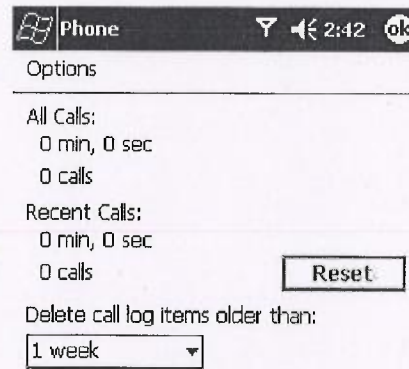 Phone 2:42 ok
Options
All Calls:
0 min, 0 sec
0 calls
Recent Calls:
0 min, 0 sec
0 calls Reset
Delete call log items older than:
1 week